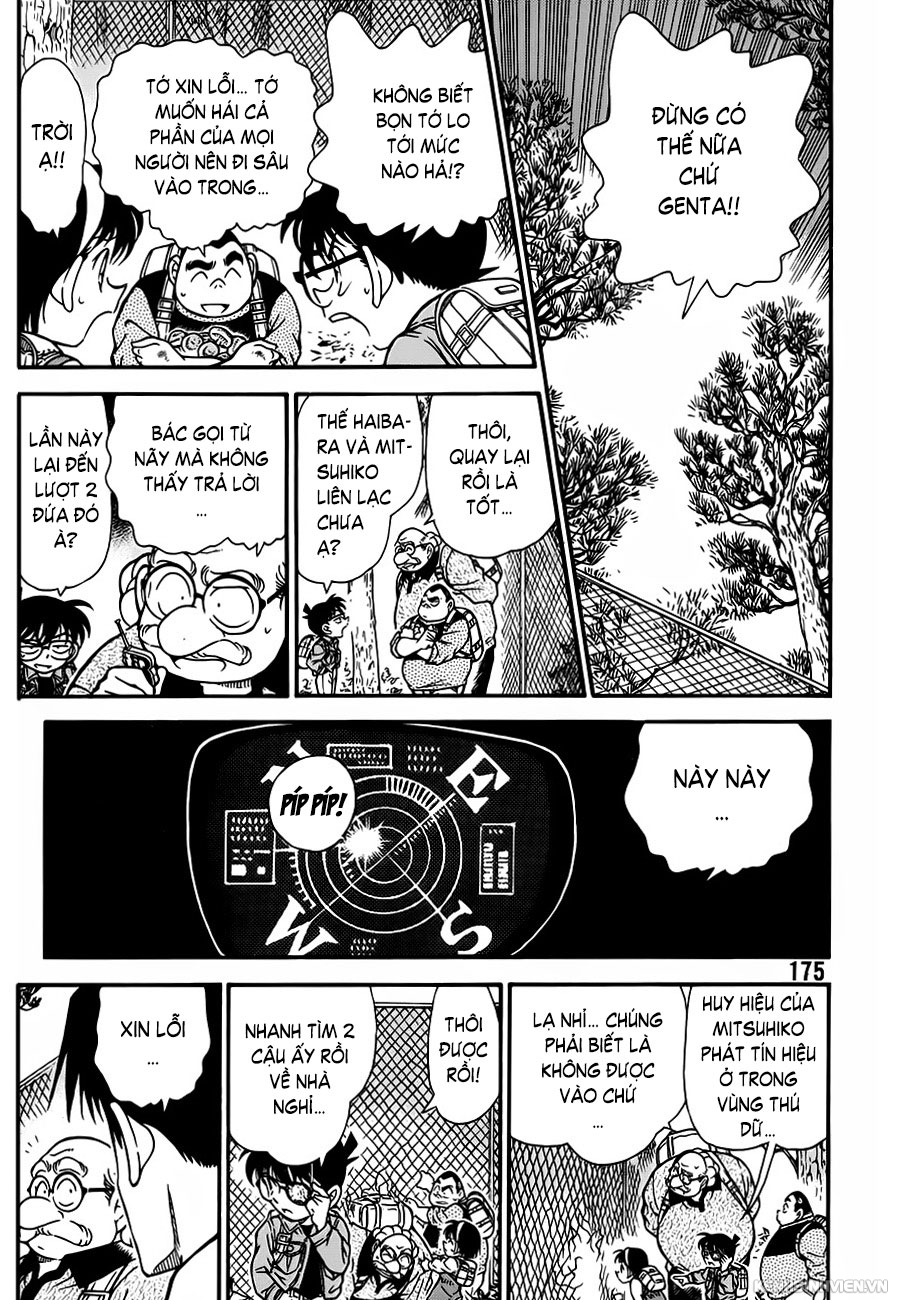 ĐỪNG CÓ
THẾ NỮA
CHỨ
GENTA!!
KHÔNG BIẾT
BỌN TỚ LO
TỚI MỨC
NÀO HẢ!?
TỚ XIN LỖI... TỚ
MUỐN HÁI CẢ
PHẦN CỦA MỌI
NGƯỜI NÊN ĐI SÂU
VÀO TRONG...
TRỜI
Ạ!!
THÔI,
QUAY LẠI
RỒI LÀ
TỐT...
THẾ HAIBA-
RA VÀ MIT-
SUHIKO
LIÊN LẠC
CHƯA
Ạ?
BÁC GỌI TỪ
NÃY MÀ KHÔNG
THẤY TRẢ LỜI
...
LẦN NÀY
LẠI ĐẾN
LƯỢT 2
ĐỨA ĐÓ
À?
NÀY NÀY
...
PÍP PÍP!
N
E
W
S
175
HUY HIỆU CỦA
MITSUHIKO
PHÁT TÍN HIỆU
Ở TRONG
VÙNG THÚ
DỮ...
LẠ NHỈ... CHÚNG
PHẢI BIẾT LÀ
KHÔNG ĐƯỢC
VÀO CHỨ
...
THÔI
ĐƯỢC
RỒI!
NHANH TÌM 2
CẬU ẤY RỒI
VỀ NHÀ
NGHỈ...
XIN LỖI
...